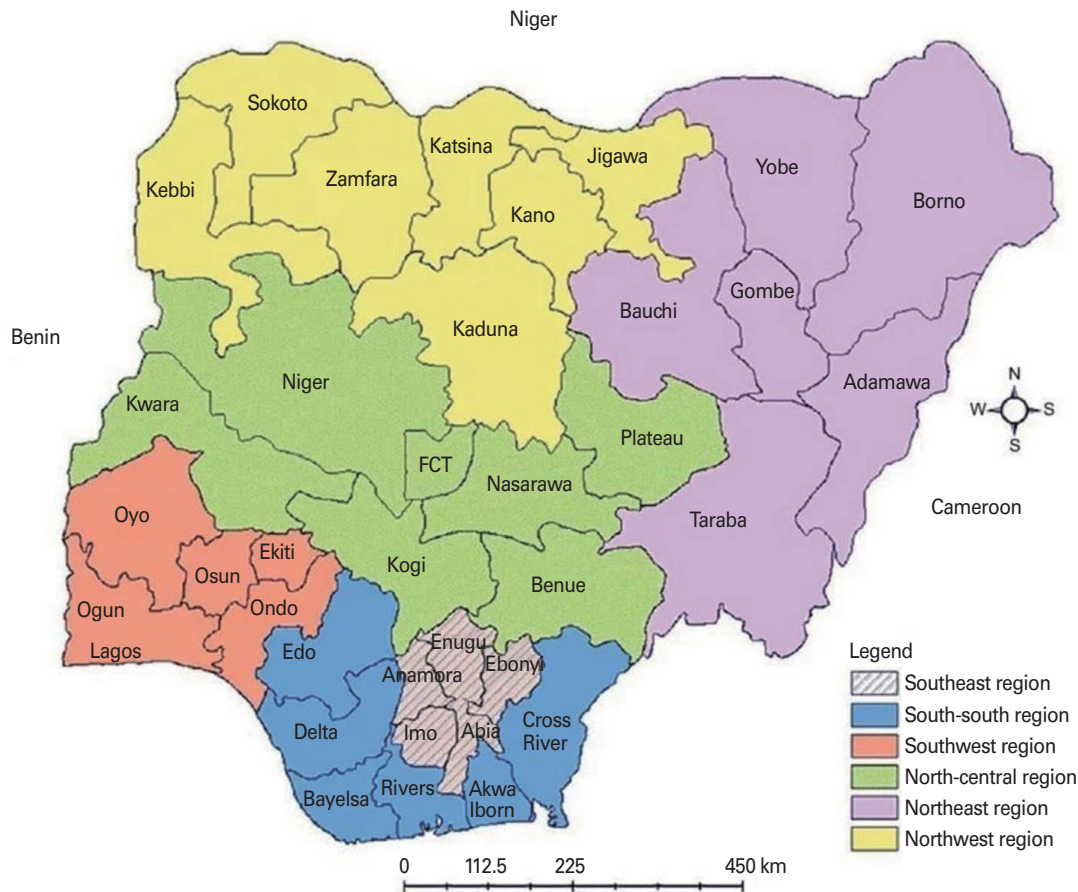 Niger
Sokoto
Katsina
Jigawa
Kebbi
Zamfara
Kano
Yobe
Borno
Bauchi
Gombe
Benin
Kaduna
Niger
Adamawa
Kwara
Plateau
N
W S
S
FCT
Nasarawa
Oyo
Taraba
Cameroon
Ekiti
Osun
Kogi
Benue
Ogun
Ondo
Lagos
Edo
Enugu
Ebonyi
Anamora
Delta
Imo
Abia
Cross
River
Bayelsa
Rivers
Akwa
Iborn
Legend
Southeast region
South-south region
Southwest region
North-central region
Northeast region
Northwest region
0 112.5 225 450 km